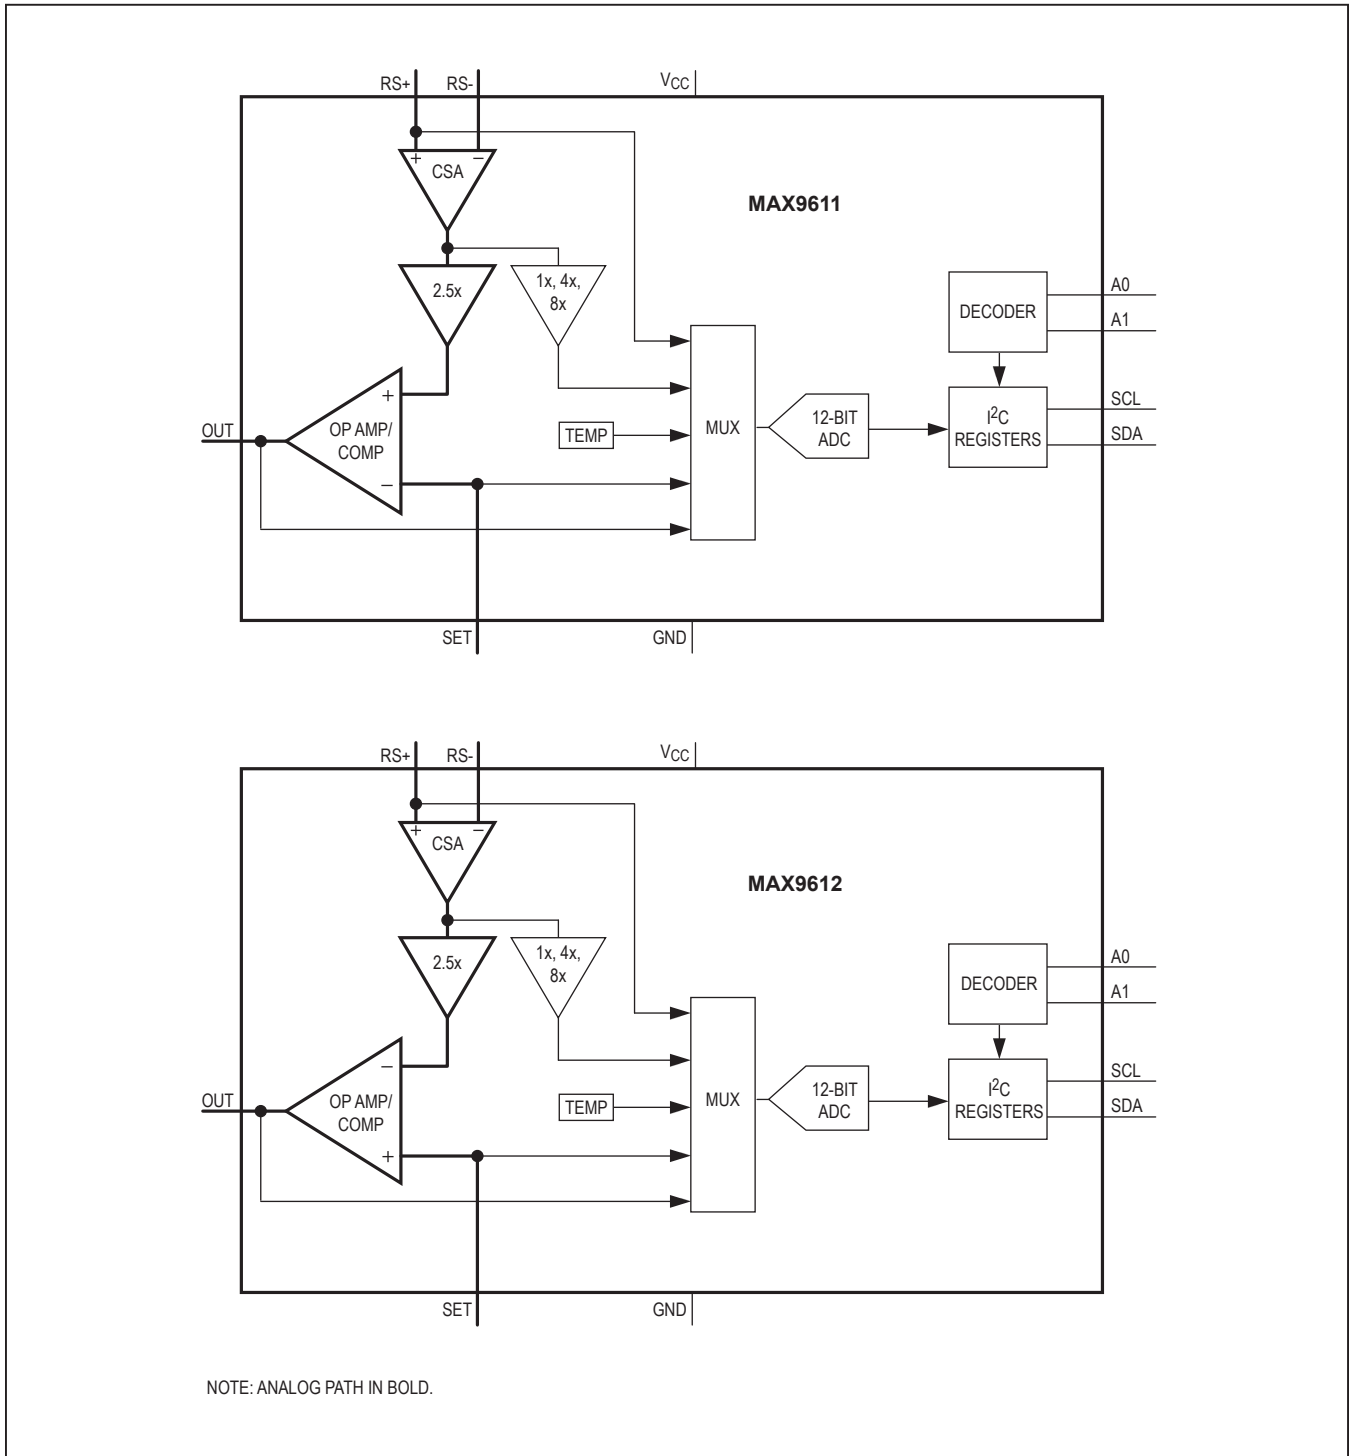 RS+
RS-
VCC
+
−
CSA
MAX9611
2.5x
1x, 4x,
8x
DECODER
A0
A1
+
OP AMP/
COMP
−
OUT
TEMP
MUX
12-BIT
ADC
I2C
REGISTERS
SCL
SDA
SET
GND
RS+
RS-
VCC
+
−
CSA
MAX9612
2.5x
1x, 4x,
8x
DECODER
A0
A1
−
OP AMP/
COMP
+
OUT
TEMP
MUX
12-BIT
ADC
I2C
REGISTERS
SCL
SDA
SET
GND
NOTE: ANALOG PATH IN BOLD.